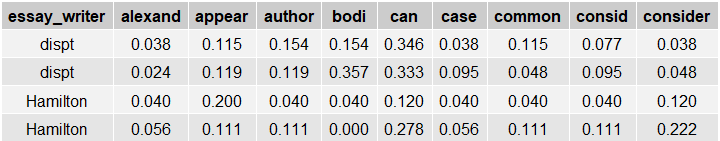 essay_writer alexand appear author bodi can case common consid consider
dispt 0.038 0.115 0.154 0.154 0.346 0.038 0.115 0.077 0.038
dispt 0.024 0.119 0.119 0.357 0.333 0.095 0.048 0.095 0.048
Hamilton 0.040 0.200 0.040 0.040 0.120 0.040 0.040 0.040 0.120
Hamilton 0.056 0.111 0.111 0.000 0.278 0.056 0.111 0.111 0.222